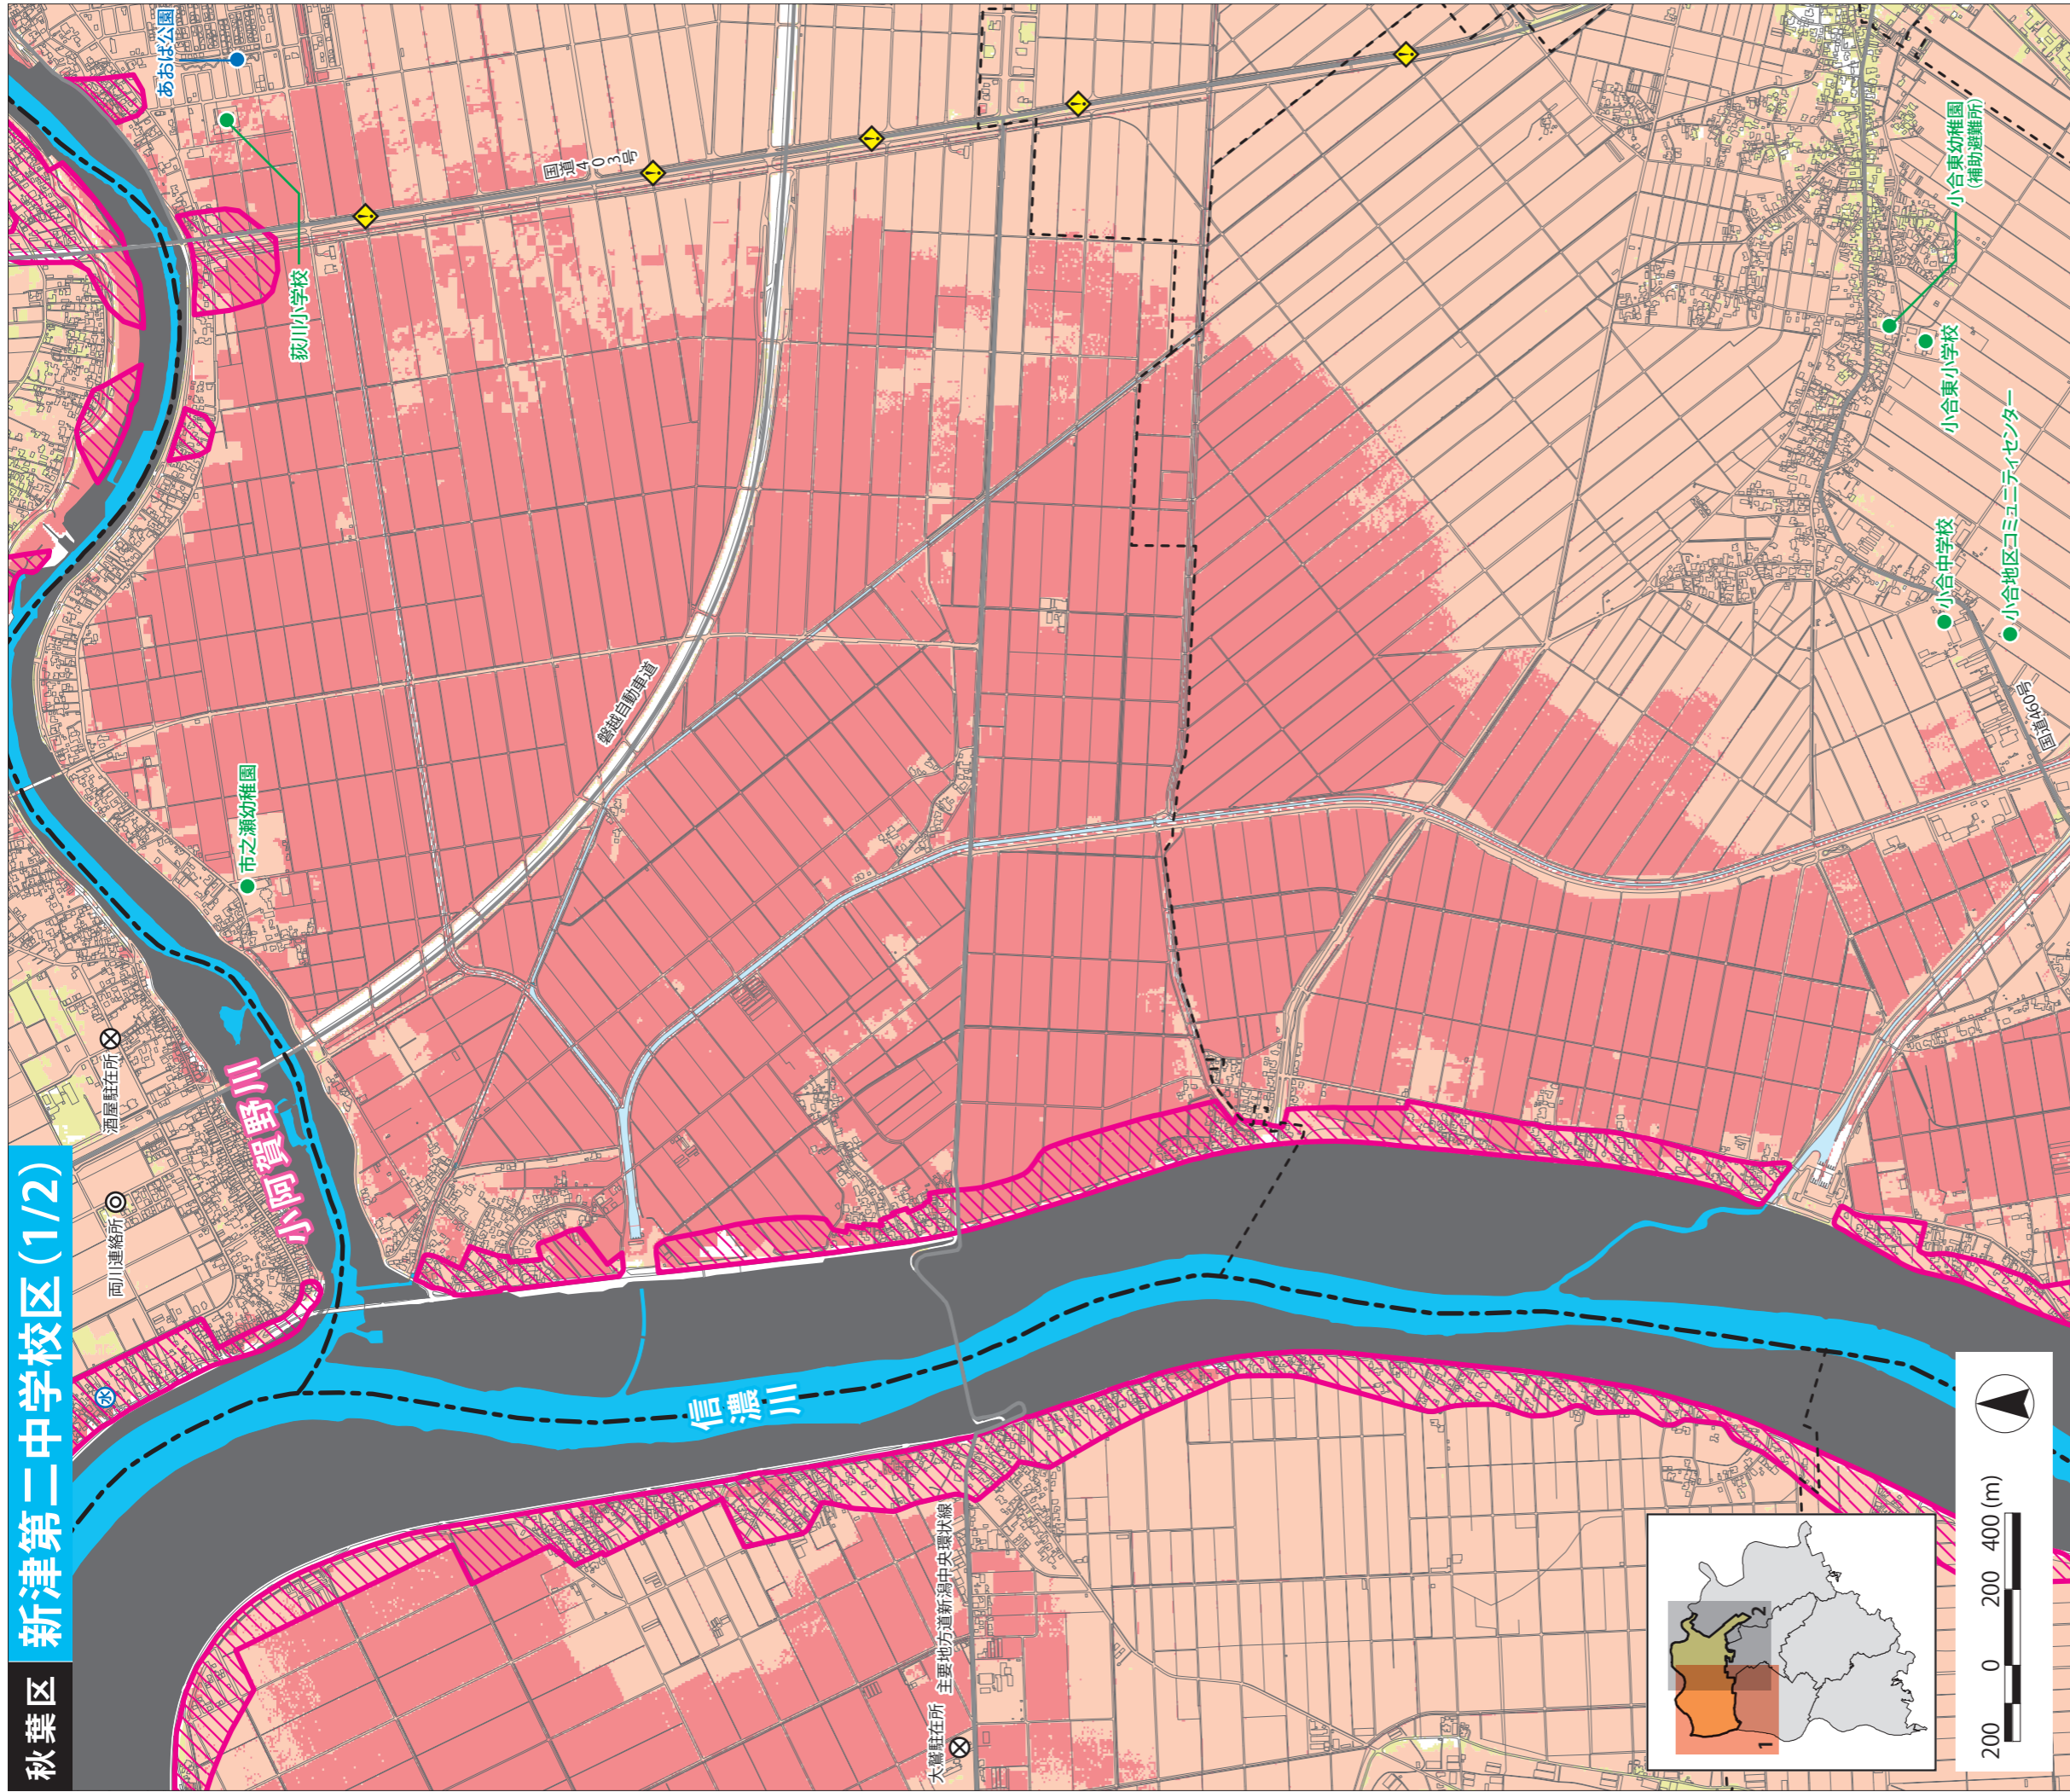 秋葉区
新津第二中学校区(1/2)
水
両川連絡所
酒屋駐在所
小阿賀野川
市之瀬幼稚園
荻川小学校
あおば公園
国道403号
磐越自動車道
信濃川
大鷲駐在所
主要地方道新潟中央環状線
小合東幼稚園
(補助避難所)
小合東小学校
小合中学校
小合地区コミュニティセンター
国道460号
1
2
200 0 200 400 (m)